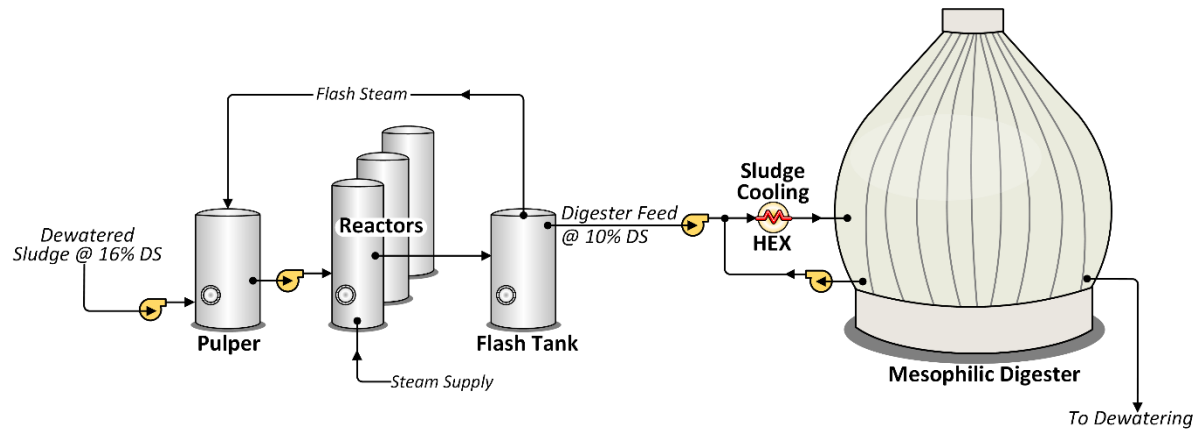 Flash Steam
Dewatered
Sludge @ 16% DS
Pulper
Reactors
Steam Supply
Flash Tank
Digester Feed
@ 10% DS
Sludge
Cooling
HEX
Mesophilic Digester
To Dewatering